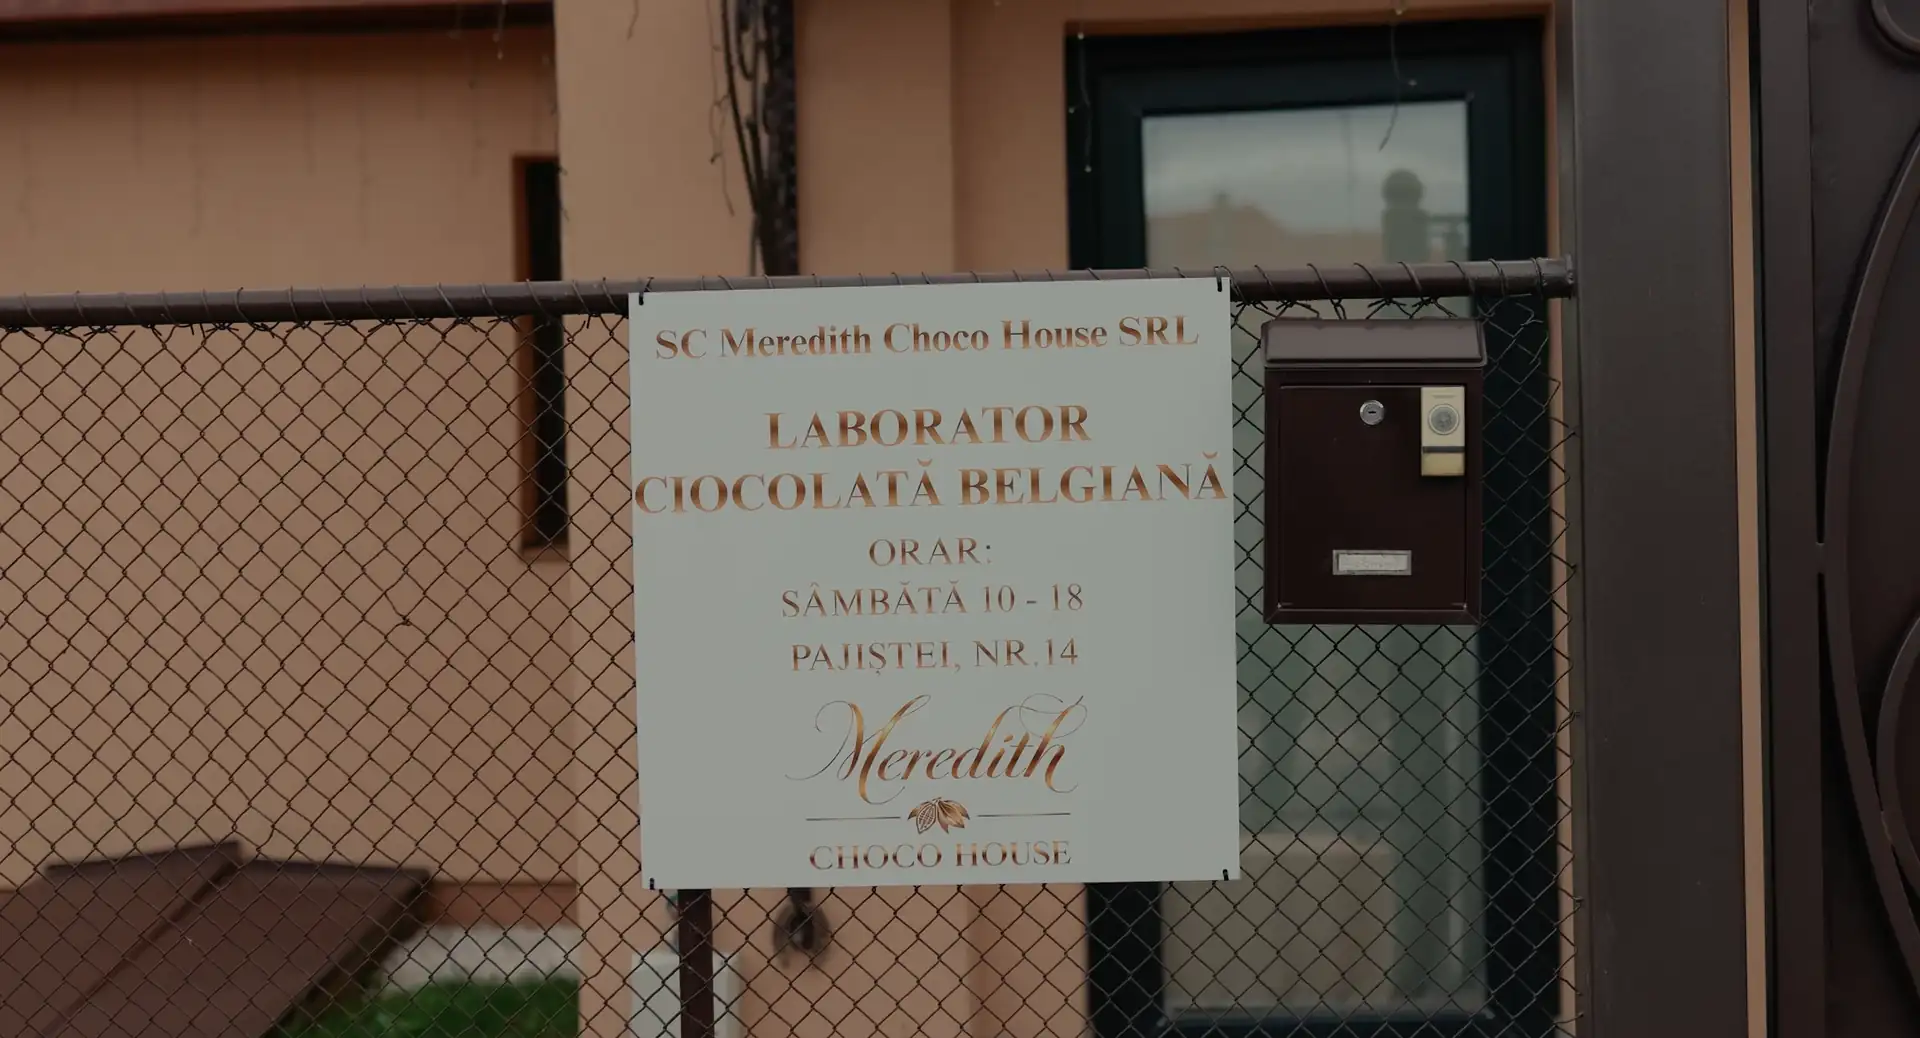 SC Meredith Choco House SRL
LABORATOR
CIOCOLATĂ BELGIANĂ
ORAR:
SÂMBĂTĂ 10 - 18
PAJIȘTEI, NR.14
Meredith
CHOCO HOUSE